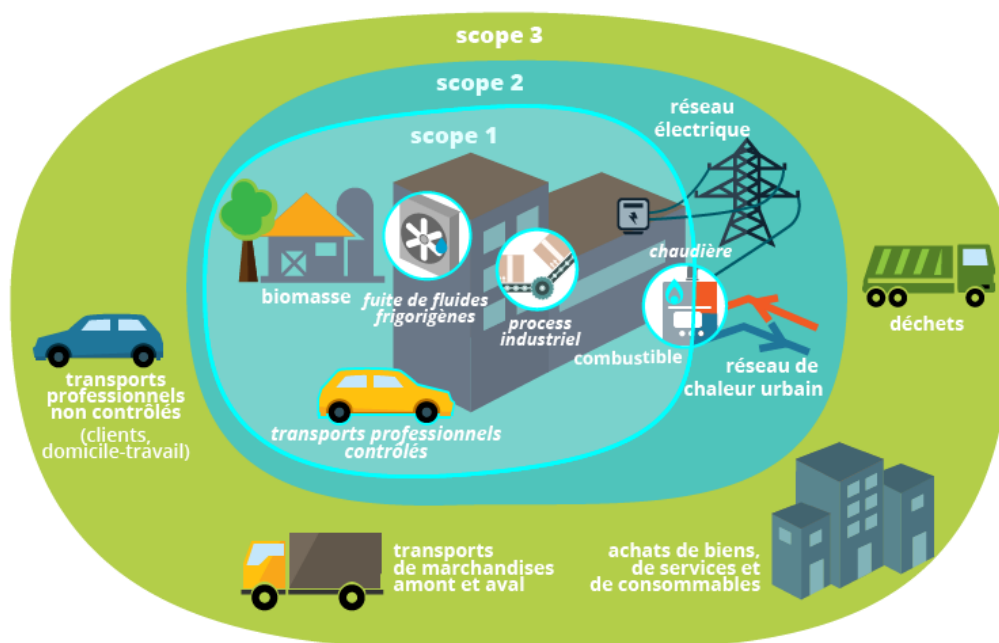 scope 3
scope 2
scope 1
réseau
électrique
chaudière
biomasse
fuite de fluides
frigorigènes
process
industriel
combustible
réseau de
chaleur urbain
déchets
transports
professionnels
non contrôlés
(clients,
domicile-travail)
transports professionnels
contrôlés
transports
de marchandises
amont et aval
achats de biens,
de services et
de consommables